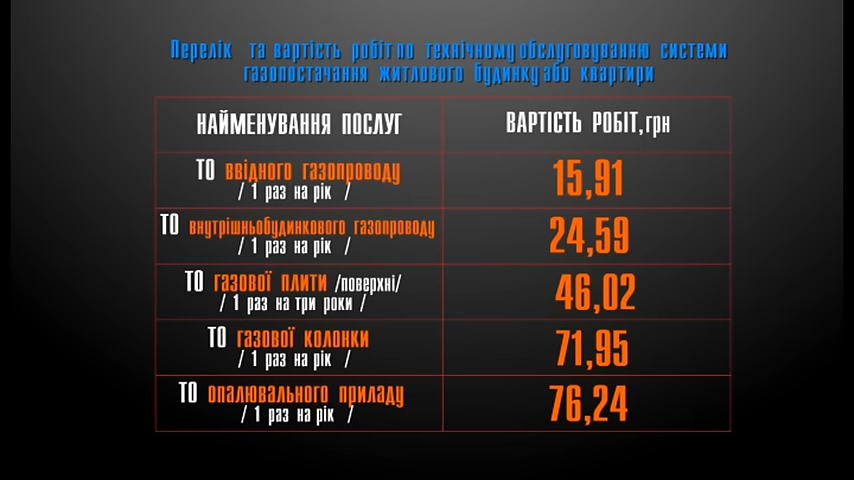 Перелік та вартість робіт по технічному обслуговуванню системи
газопостачання житлового будинку або квартири
НАЙМЕНУВАННЯ ПОСЛУГ
ВАРТІСТЬ РОБІТ, грн
ТО ввідного газопроводу
/ 1 раз на рік /
15,91
ТО внутрішньобудинкового газопроводу
/ 1 раз на рік /
24,59
ТО газової плити /поверхні/
/ 1 раз на три роки /
46,02
ТО газової колонки
/ 1 раз на рік /
71,95
ТО опалювального приладу
/ 1 раз на рік /
76,24